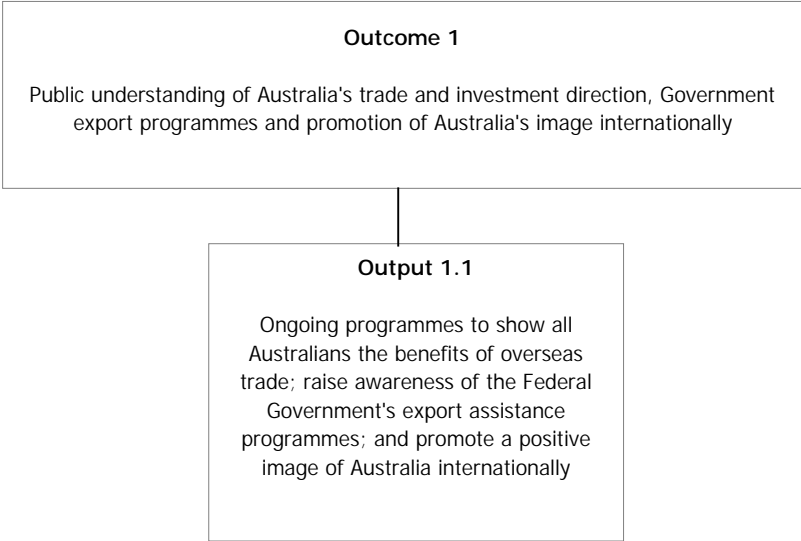 Outcome 1
Public understanding of Australia's trade and investment direction, Government
export programmes and promotion of Australia's image internationally
Output 1.1
Ongoing programmes to show all
Australians the benefits of overseas
trade; raise awareness of the Federal
Government's export assistance
programmes; and promote a positive
image of Australia internationally